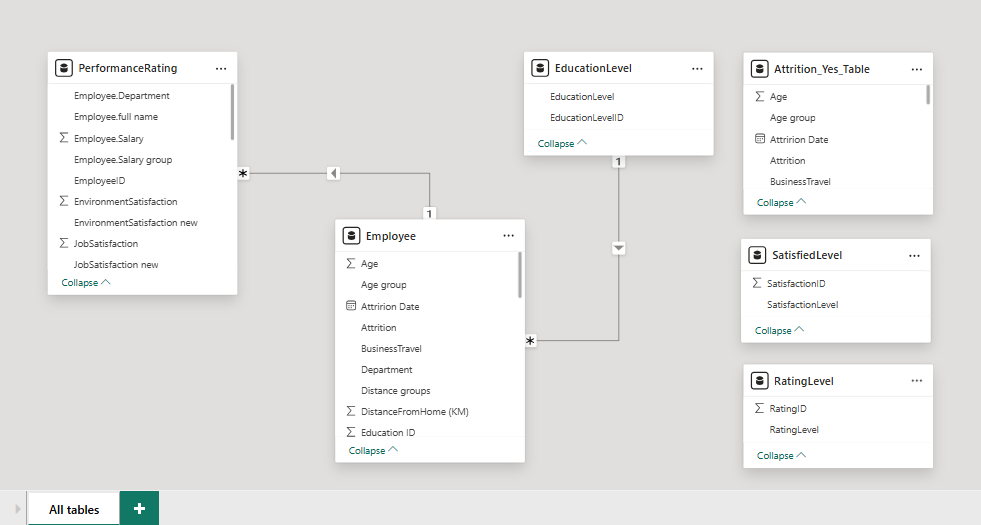 PerformanceRating ...
Employee.Department
Employee.full name
Σ Employee.Salary
Employee.Salary group
EmployeeID
Σ EnvironmentSatisfaction
EnvironmentSatisfaction new
Σ JobSatisfaction
JobSatisfaction new
Collapse
*
1
Employee ...
Σ Age
Age group
Attririon Date
Attrition
BusinessTravel
Department
Distance groups
Σ DistanceFromHome (KM)
Σ Education ID
Collapse
EducationLevel ...
EducationLevel
EducationLevelID
Collapse
1
*
Attrition_Yes_Table ...
Σ Age
Age group
Attririon Date
Attrition
BusinessTravel
Collapse
SatisfiedLevel ...
Σ SatisfactionID
SatisfactionLevel
Collapse
RatingLevel ...
Σ RatingID
RatingLevel
Collapse
All tables +